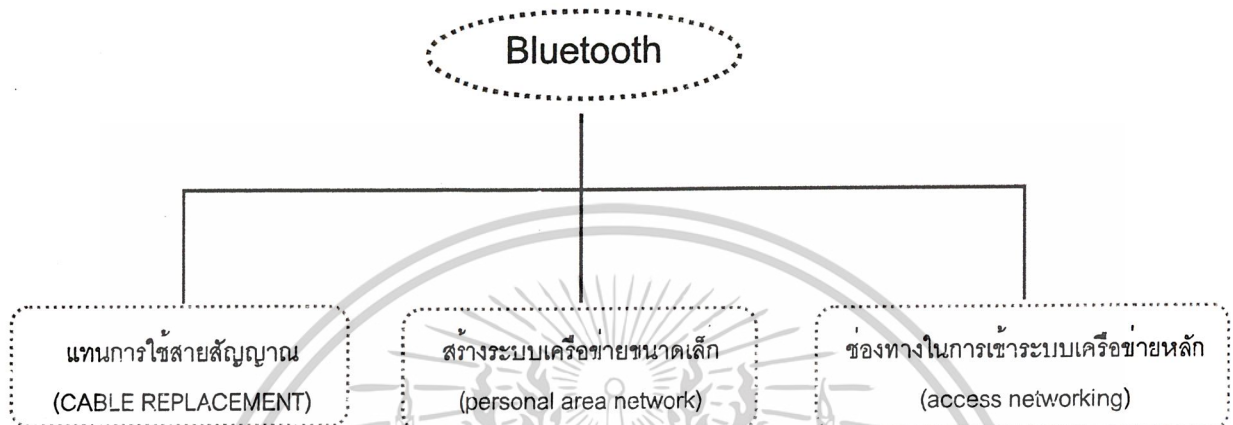 Bluetooth
แทนการใช้สายสัญญาณ
(CABLE REPLACEMENT)
สร้างระบบเครือข่ายขนาดเล็ก
(personal area network)
ช่องทางในการเข้าระบบเครือข่ายหลัก
(access networking)